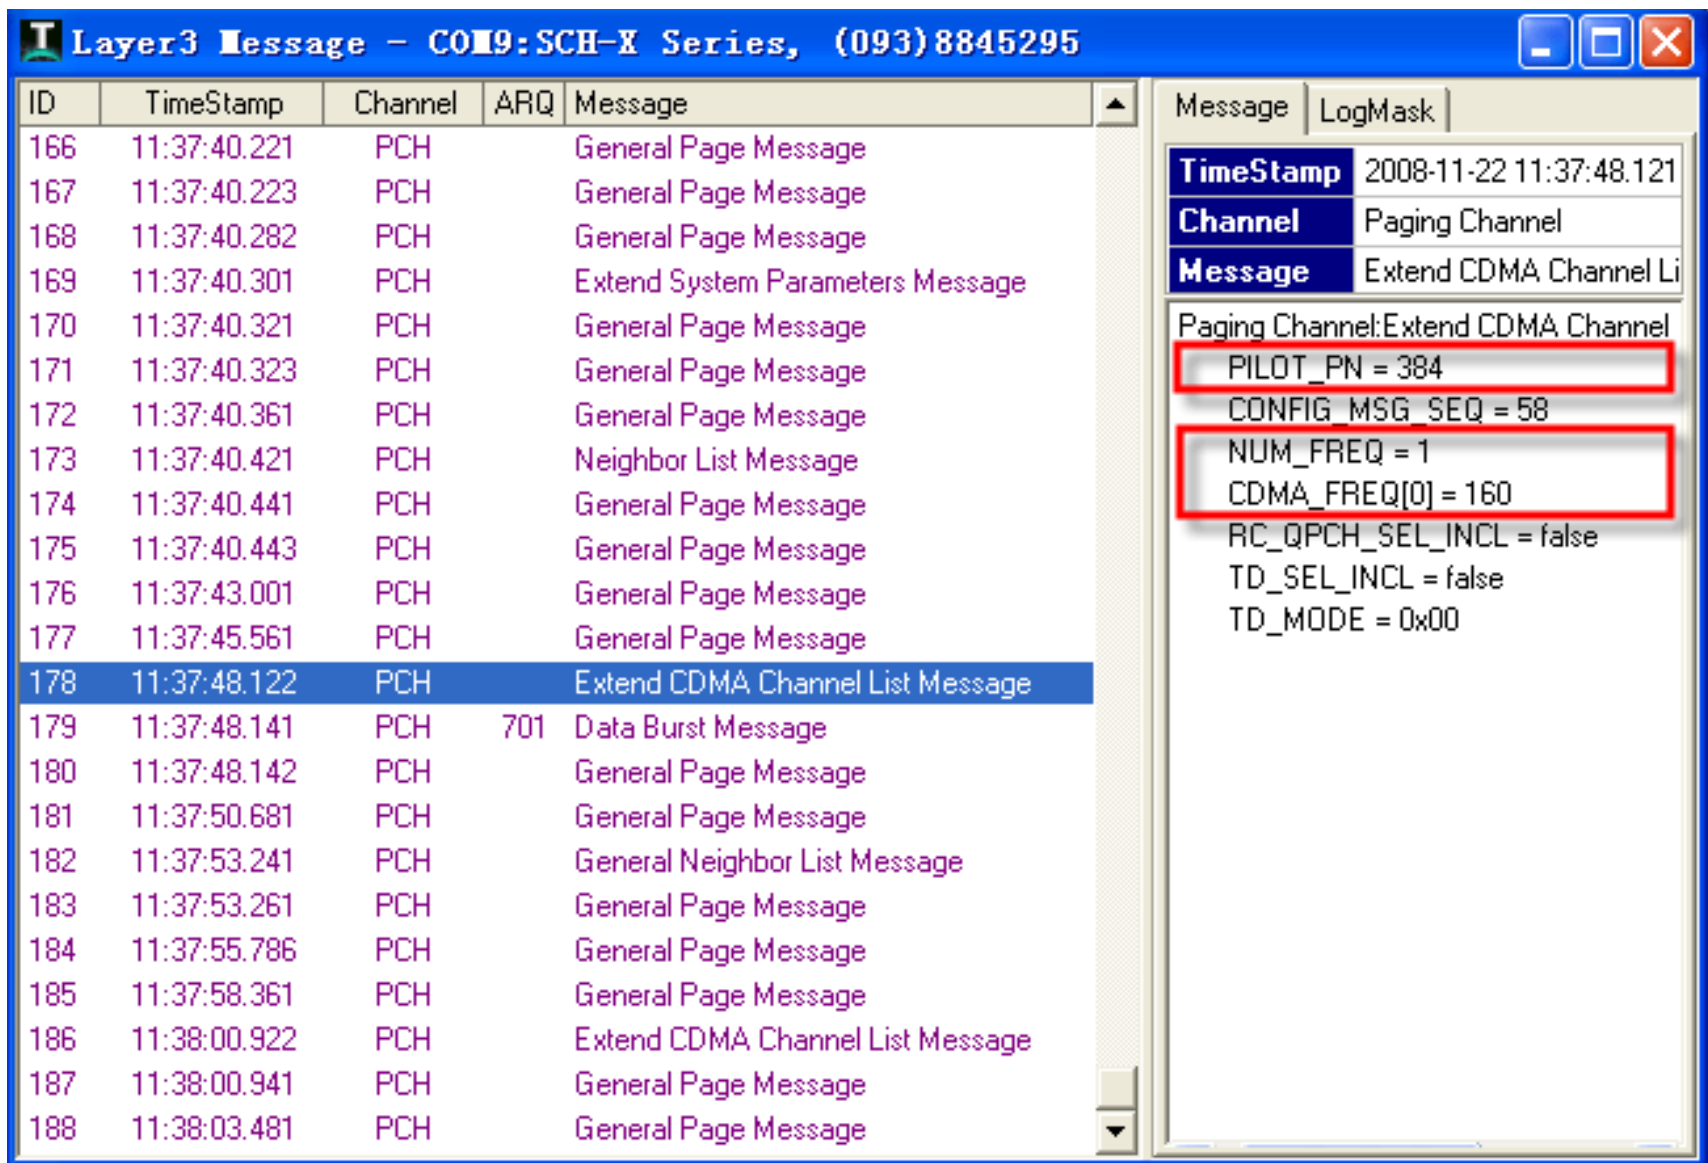 Layer3 Message - COM9:SCH-X Series, (093)8845295
ID TimeStamp Channel ARQ Message
166 11:37:40.221 PCH General Page Message
167 11:37:40.223 PCH General Page Message
168 11:37:40.282 PCH General Page Message
169 11:37:40.301 PCH Extend System Parameters Message
170 11:37:40.321 PCH General Page Message
171 11:37:40.323 PCH General Page Message
172 11:37:40.361 PCH General Page Message
173 11:37:40.421 PCH Neighbor List Message
174 11:37:40.441 PCH General Page Message
175 11:37:40.443 PCH General Page Message
176 11:37:43.001 PCH General Page Message
177 11:37:45.561 PCH General Page Message
178 11:37:48.122 PCH Extend CDMA Channel List Message
179 11:37:48.141 PCH 701 Data Burst Message
180 11:37:48.142 PCH General Page Message
181 11:37:50.681 PCH General Page Message
182 11:37:53.241 PCH General Neighbor List Message
183 11:37:53.261 PCH General Page Message
184 11:37:55.786 PCH General Page Message
185 11:37:58.361 PCH General Page Message
186 11:38:00.922 PCH Extend CDMA Channel List Message
187 11:38:00.941 PCH General Page Message
188 11:38:03.481 PCH General Page Message
Message LogMask
TimeStamp 2008-11-22 11:37:48.121
Channel Paging Channel
Message Extend CDMA Channel Li
Paging Channel:Extend CDMA Channel
PILOT_PN = 384
CONFIG_MSG_SEQ = 58
NUM_FREQ = 1
CDMA_FREQ[0] = 160
RC_QPCH_SEL_INCL = false
TD_SEL_INCL = false
TD_MODE = 0x00